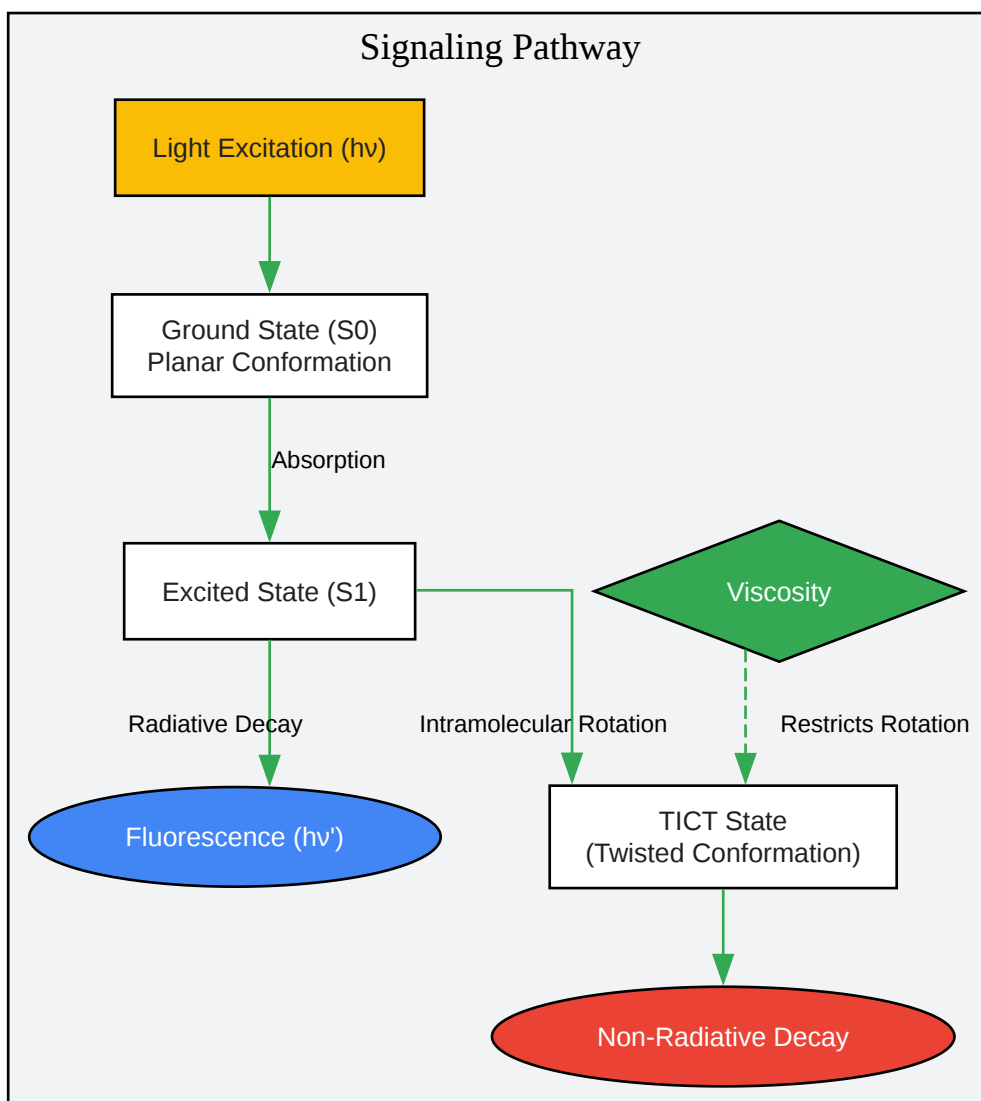 Signaling Pathway
Light Excitation (hν)
Ground State (S0)
Planar Conformation
Absorption
Excited State (S1)
Viscosity
Radiative Decay
Intramolecular Rotation
Restricts Rotation
Fluorescence (hν')
TICT State
(Twisted Conformation)
Non-Radiative Decay